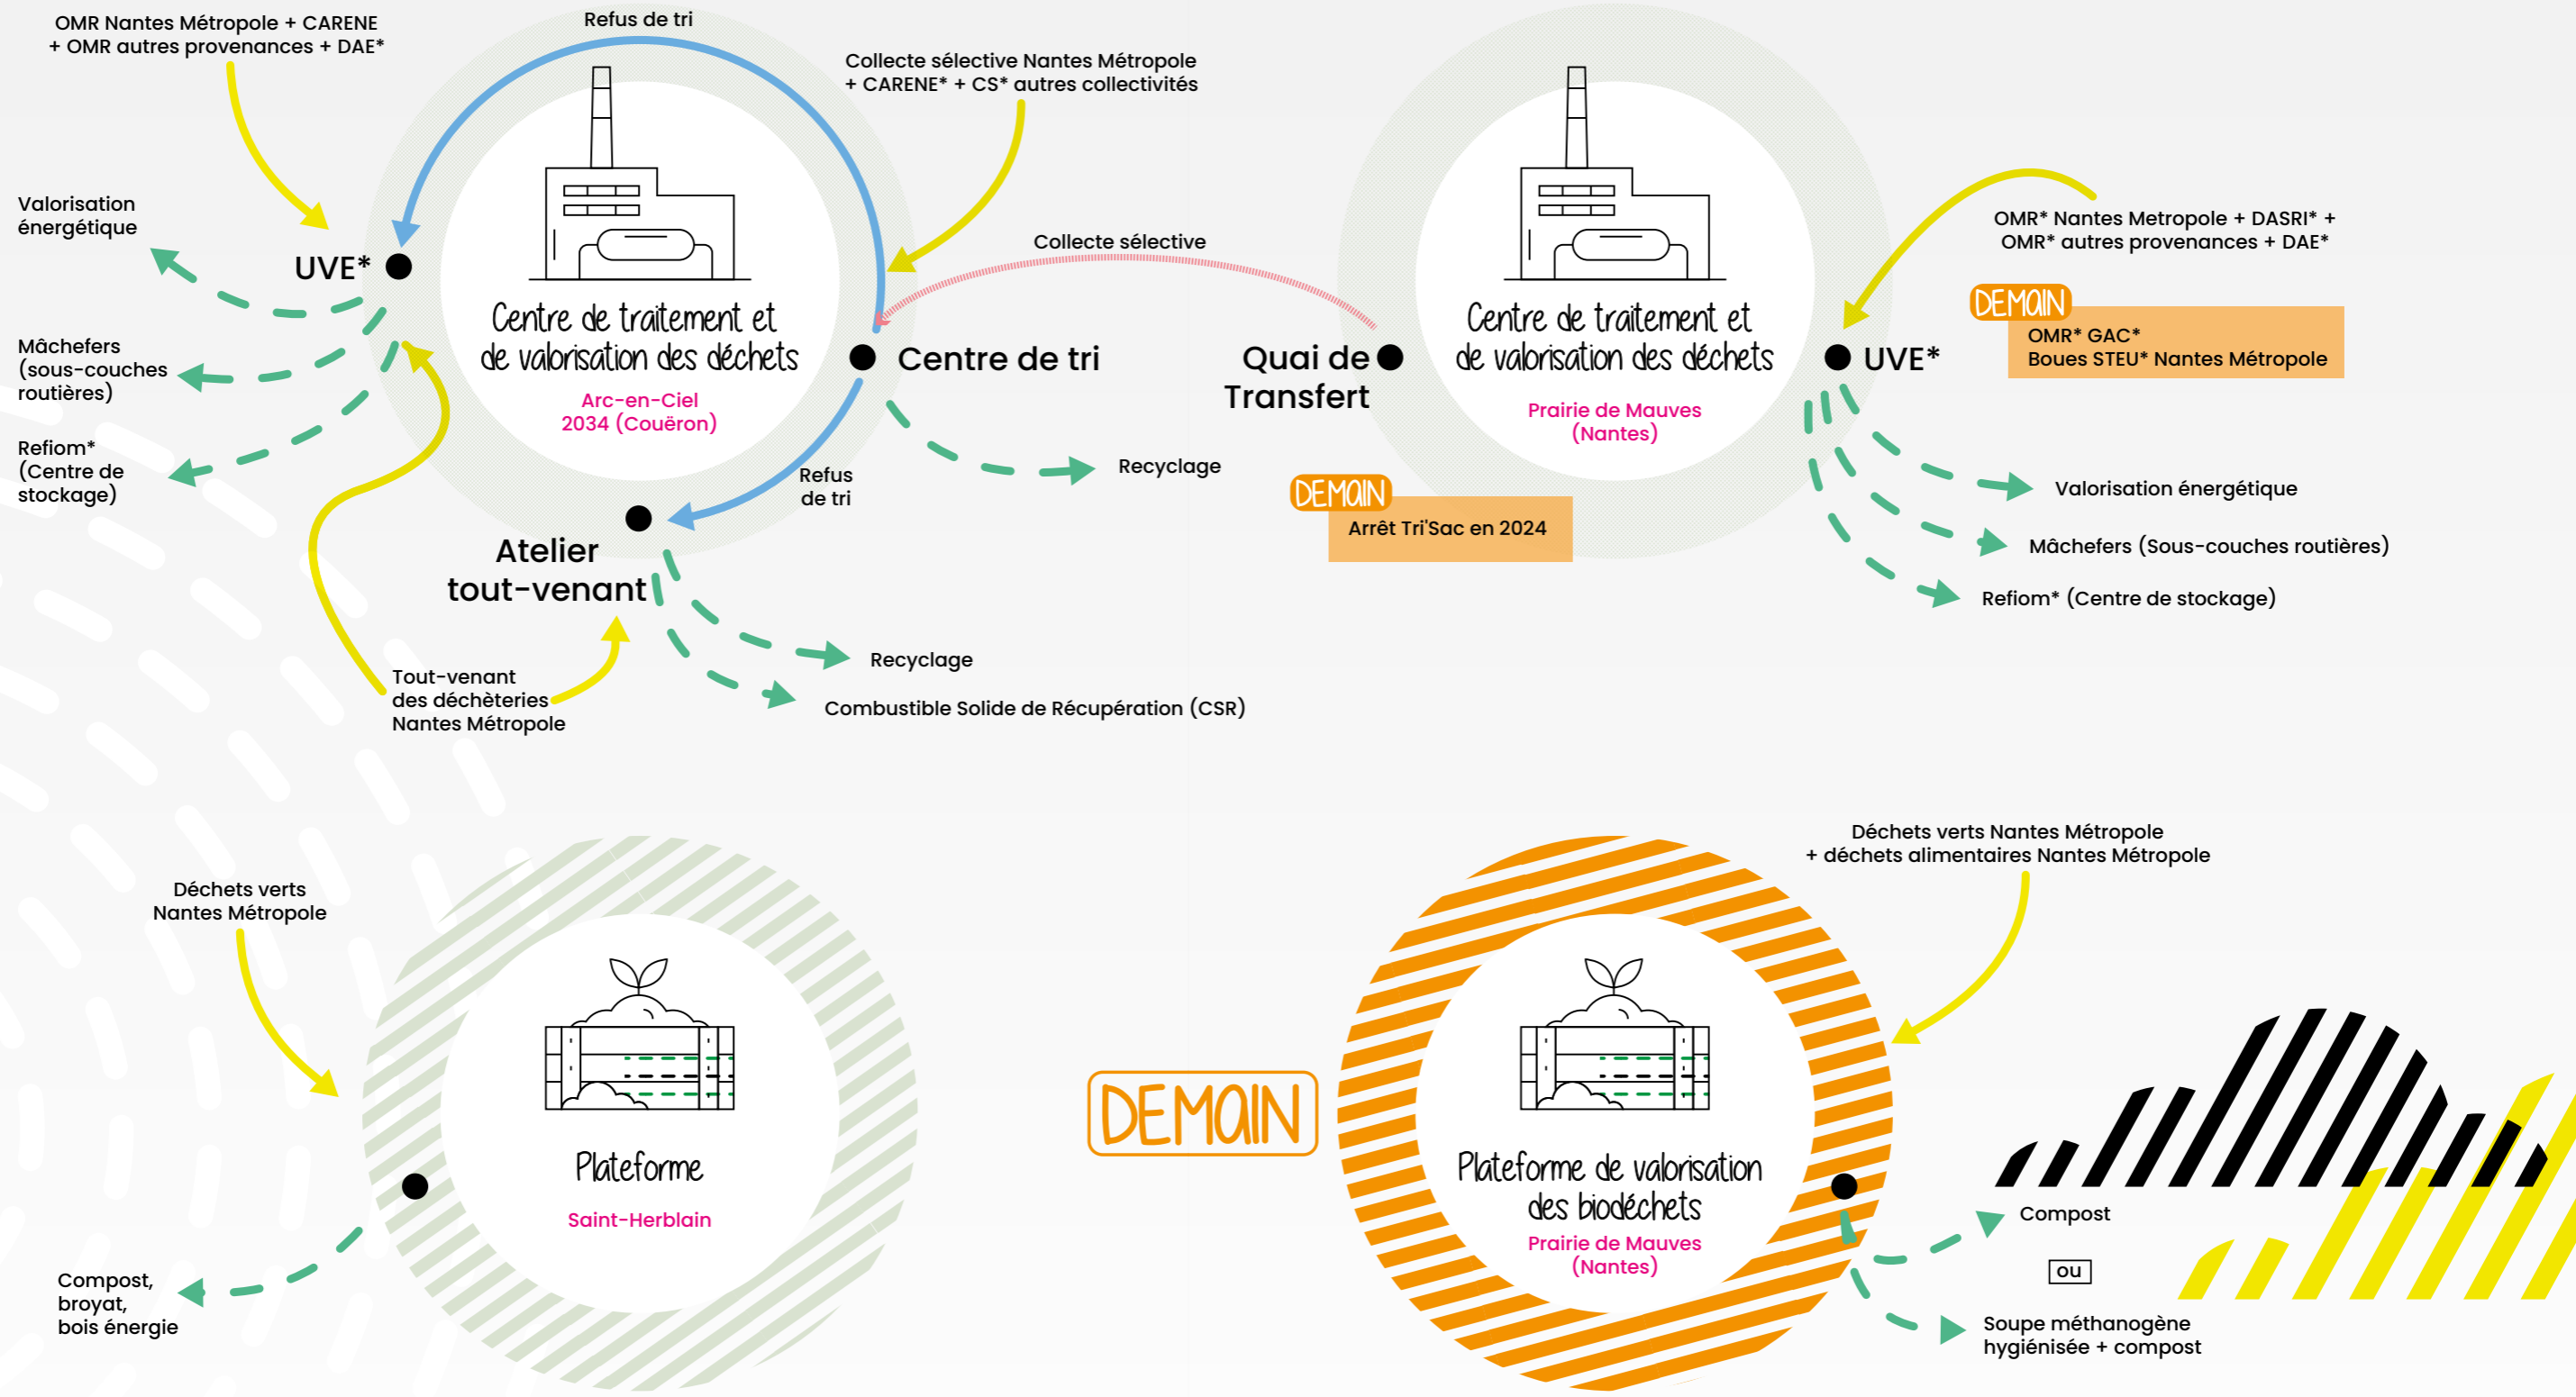 OMR Nantes Métropole + CARENE
+ OMR autres provenances + DAE*
Refus de tri
Collecte sélective Nantes Métropole
+ CARENE* + CS* autres collectivités
Valorisation
énergétique
UVE*
Mâchefers
(sous-couches
routières)
Refiom*
(Centre de
stockage)
Centre de traitement et
de valorisation des déchets
Arc-en-Ciel
2034 (Couëron)
Centre de tri
Collecte sélective
Refus
de tri
Recyclage
Atelier
tout-venant
Tout-venant
des déchèteries
Nantes Métropole
Recyclage
Combustible Solide de Récupération (CSR)
Quai de
Transfert
Centre de traitement et
de valorisation des déchets
Prairie de Mauves
(Nantes)
DEMAIN
Arrêt Tri'Sac en 2024
OMR* Nantes Metropole + DASRI* +
OMR* autres provenances + DAE*
DEMAIN
OMR* GAC*
Boues STEU* Nantes Métropole
UVE*
Valorisation énergétique
Mâchefers (Sous-couches routières)
Refiom* (Centre de stockage)
Déchets verts
Nantes Métropole
Plateforme
Saint-Herblain
Compost,
broyat,
bois énergie
DEMAIN
Déchets verts Nantes Métropole
+ déchets alimentaires Nantes Métropole
Plateforme de valorisation
des biodéchets
Prairie de Mauves
(Nantes)
Compost
ou
Soupe méthanogène
hygiénisée + compost